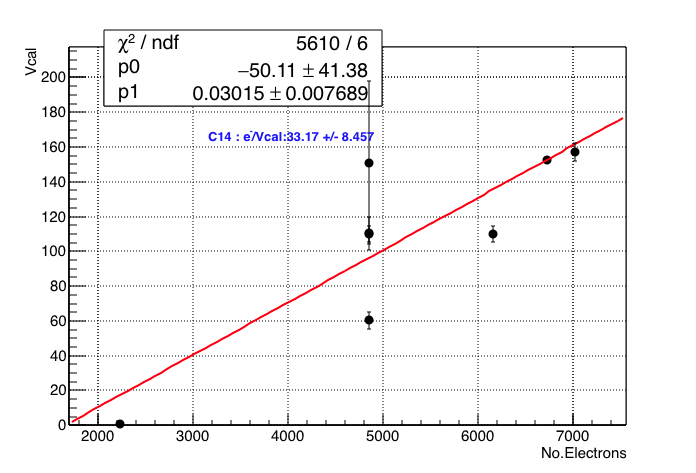 χ² / ndf 5610 / 6
p0 −50.11 ± 41.38
p1 0.03015 ± 0.007689
C14 : e⁻/Vcal:33.17 +/- 8.457
Vcal
200
180
160
140
120
100
80
60
40
20
0
2000 3000 4000 5000 6000 7000
No.Electrons